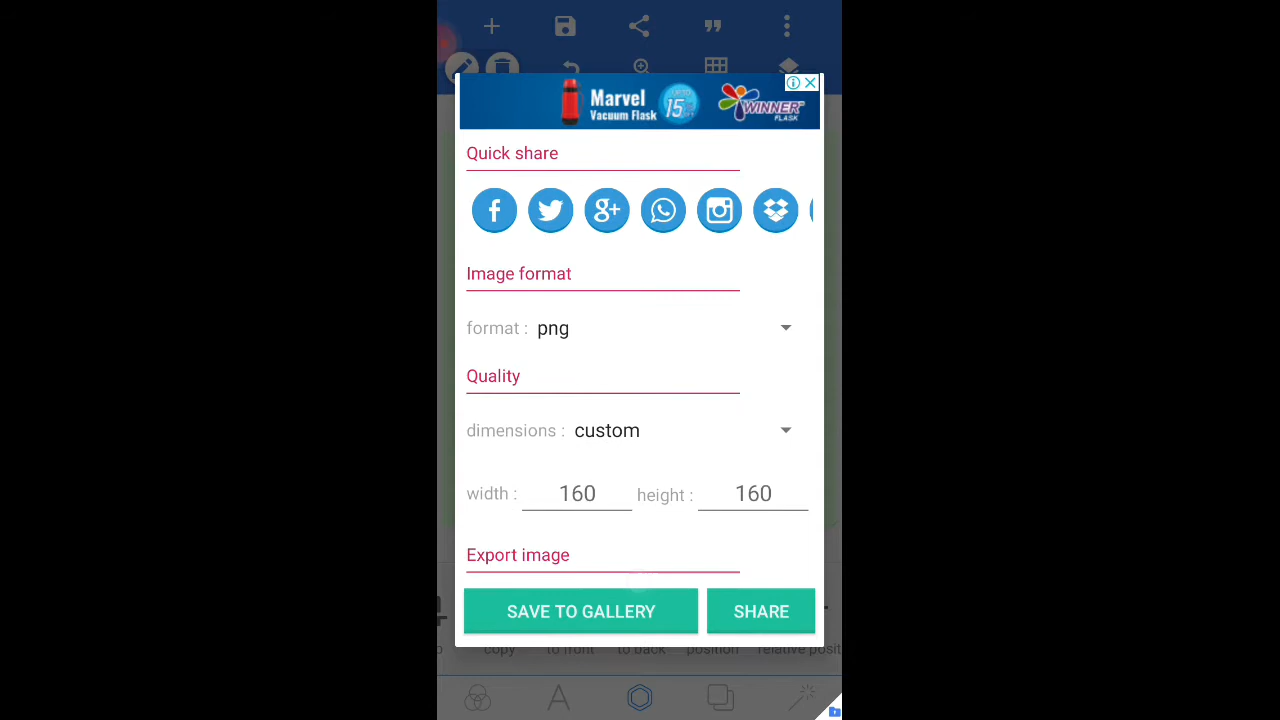 Marvel
Vacuum Flask
15
WINNER
FLASK
Quick share
Image format
format : png
Quality
dimensions : custom
width : 160 height : 160
Export image
SAVE TO GALLERY SHARE
copy to front to back position relative posit